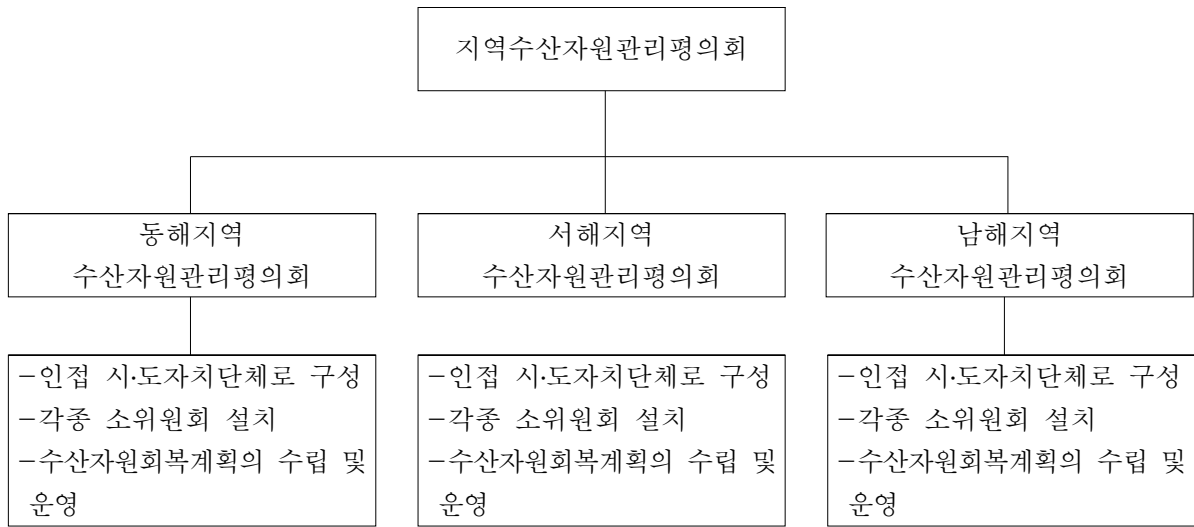 지역수산자원관리평의회
동해지역
수산자원관리평의회
서해지역
수산자원관리평의회
남해지역
수산자원관리평의회
-인접 시·도자치단체로 구성
-각종 소위원회 설치
-수산자원회복계획의 수립 및
운영
-인접 시·도자치단체로 구성
-각종 소위원회 설치
-수산자원회복계획의 수립 및
운영
-인접 시·도자치단체로 구성
-각종 소위원회 설치
-수산자원회복계획의 수립 및
운영